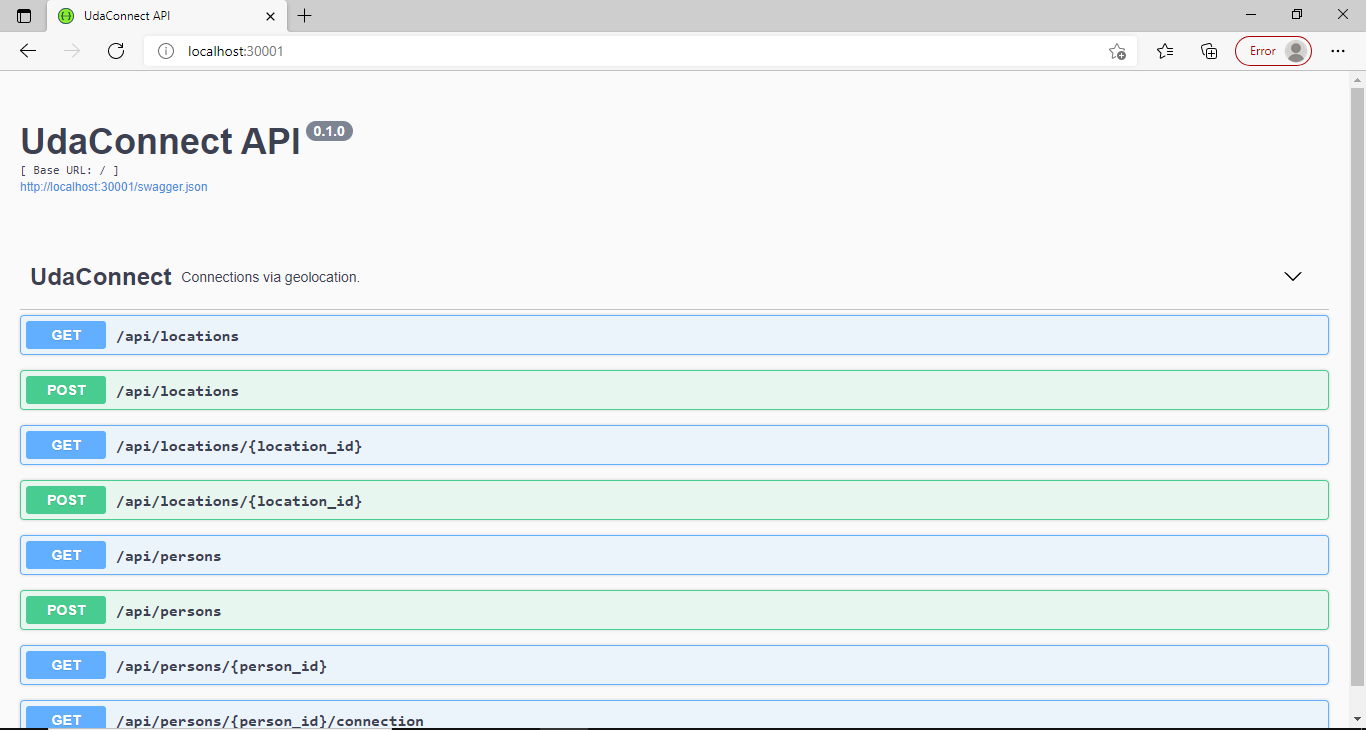 UdaConnect API
localhost:30001
Error
UdaConnect API 0.1.0
[ Base URL: / ]
http://localhost:30001/swagger.json
UdaConnect Connections via geolocation.
GET /api/locations
POST /api/locations
GET /api/locations/{location_id}
POST /api/locations/{location_id}
GET /api/persons
POST /api/persons
GET /api/persons/{person_id}
GET /api/persons/{person_id}/connection